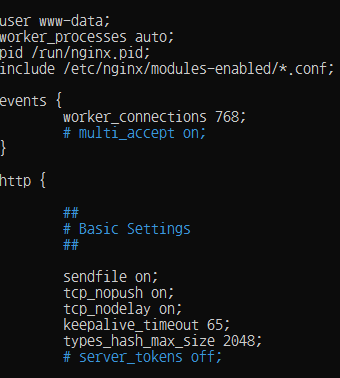 user www-data;
worker_processes auto;
pid /run/nginx.pid;
include /etc/nginx/modules-enabled/*.conf;
events {
worker_connections 768;
# multi_accept on;
}
http {
##
# Basic Settings
##
sendfile on;
tcp_nopush on;
tcp_nodelay on;
keepalive_timeout 65;
types_hash_max_size 2048;
# server_tokens off;